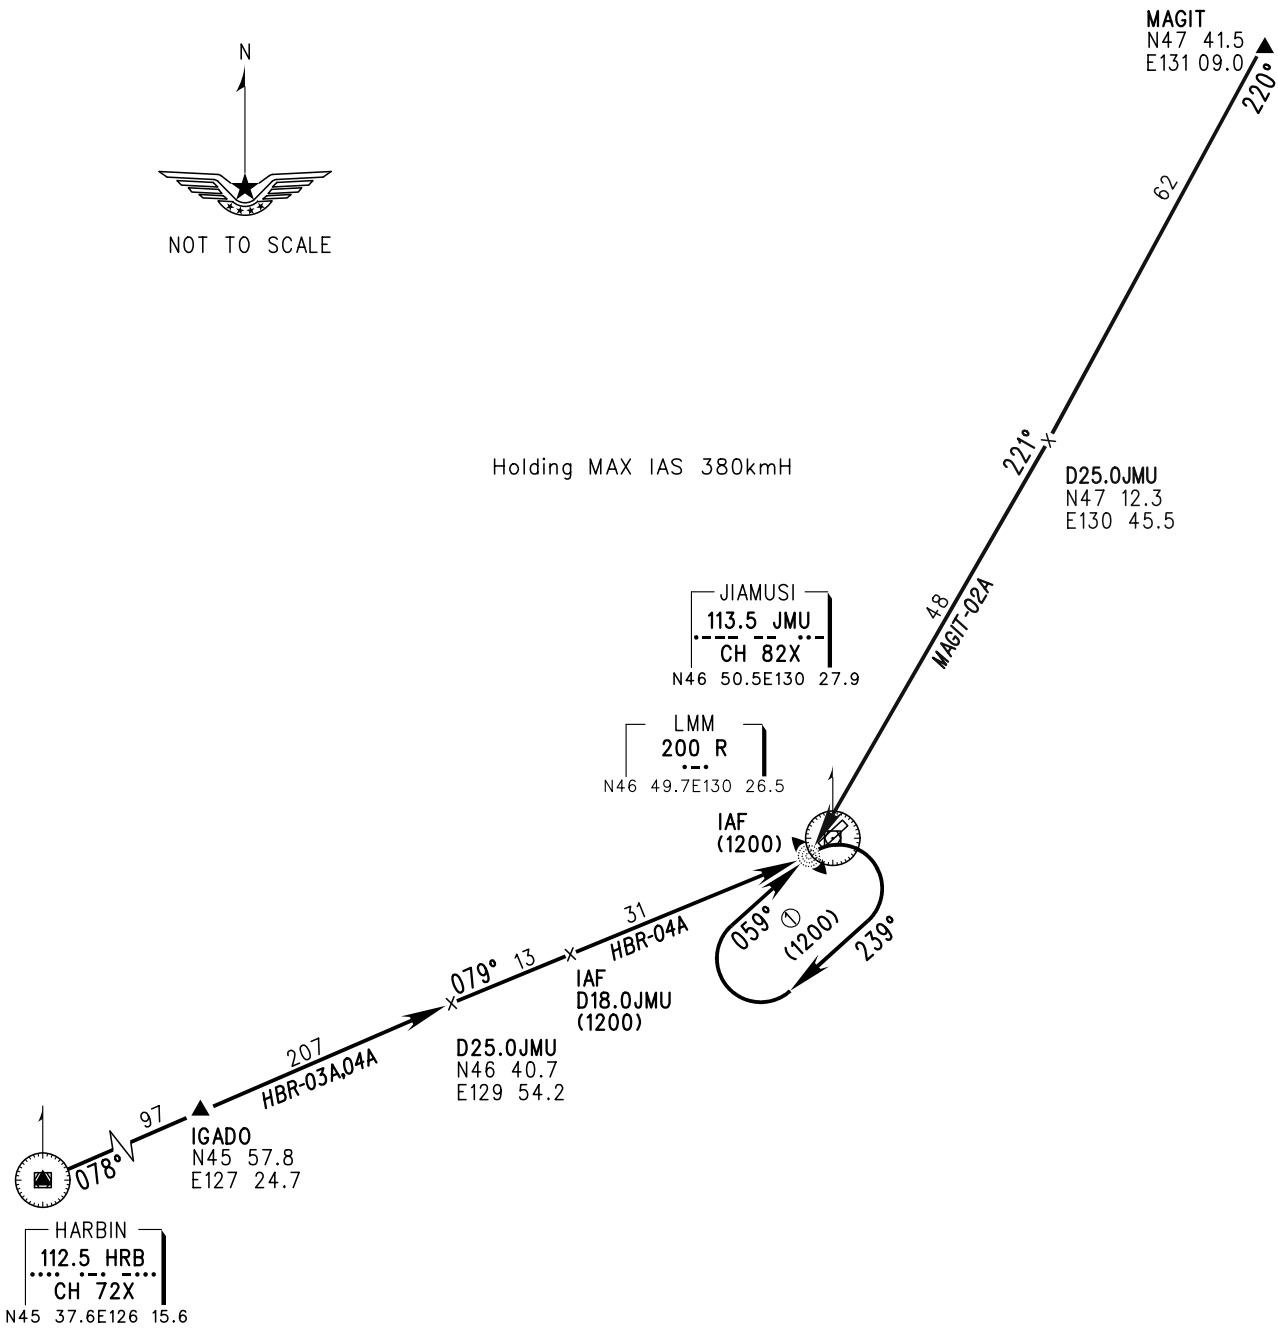 MAGIT
N47 41.5
E131 09.0
220°
N
NOT TO SCALE
62
221°
D25.0JMU
N47 12.3
E130 45.5
Holding MAX IAS 380kmH
48
MAGIT-02A
JIAMUSI
113.5 JMU
CH 82X
N46 50.5E130 27.9
LMM
200 R
N46 49.7E130 26.5
IAF
(1200)
059°
1
(1200)
239°
31
HBR-04A
079°
13
IAF
D18.0JMU
(1200)
D25.0JMU
N46 40.7
E129 54.2
207
HBR-03A,04A
97
078°
IGADO
N45 57.8
E127 24.7
HARBIN
112.5 HRB
CH 72X
N45 37.6E126 15.6